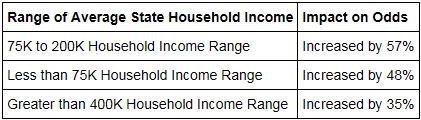 Range of Average State Household Income Impact on Odds
75K to 200K Household Income Range Increased by 57%
Less than 75K Household Income Range Increased by 48%
Greater than 400K Household Income Range Increased by 35%